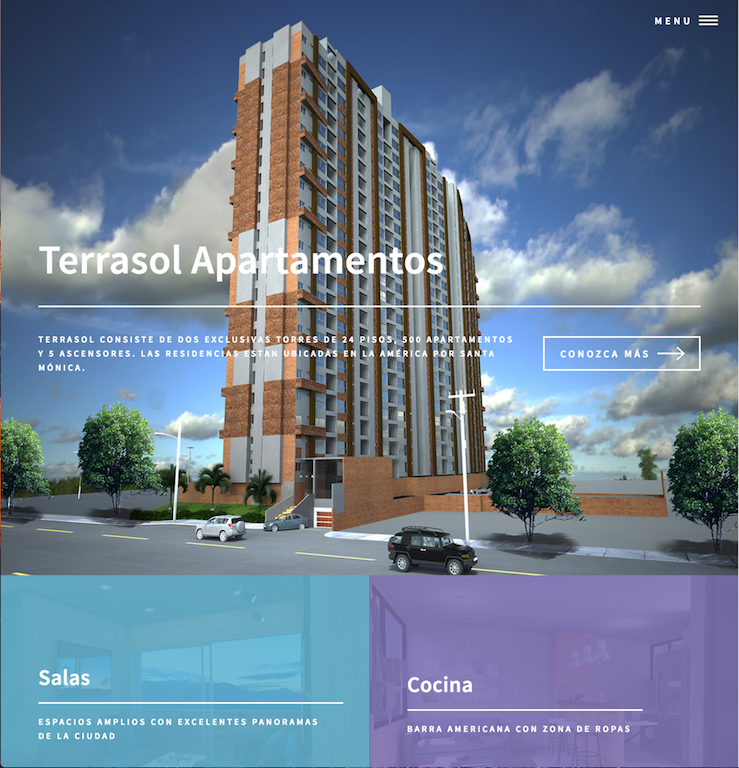 MENU
Terrasol Apartamentos
TERRASOL CONSISTE DE DOS EXCLUSIVAS TORRES DE 24 PISOS, 500 APARTAMENTOS
Y 5 ASCENSORES. LAS RESIDENCIAS ESTAN UBICADAS EN LA AMÉRICA POR SANTA
MÓNICA.
CONOZCA MÁS
Salas
ESPACIOS AMPLIOS CON EXCELENTES PANORAMAS
DE LA CIUDAD
Cocina
BARRA AMERICANA CON ZONA DE ROPAS